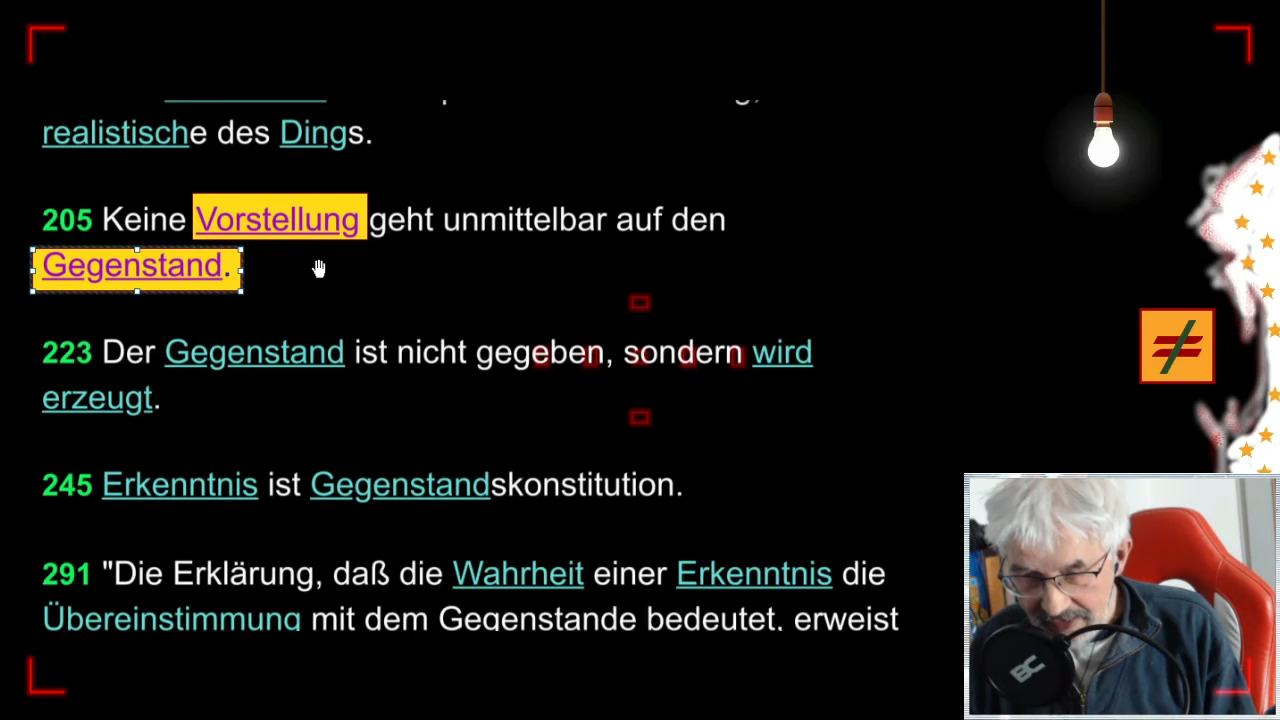 realistische des Dings.
205 Keine Vorstellung geht unmittelbar auf den
Gegenstand.
223 Der Gegenstand ist nicht gegeben, sondern wird
erzeugt.
245 Erkenntnis ist Gegenstandskonstitution.
291 "Die Erklärung, daß die Wahrheit einer Erkenntnis die
Übereinstimmung mit dem Gegenstande bedeutet, erweist
≠
BC